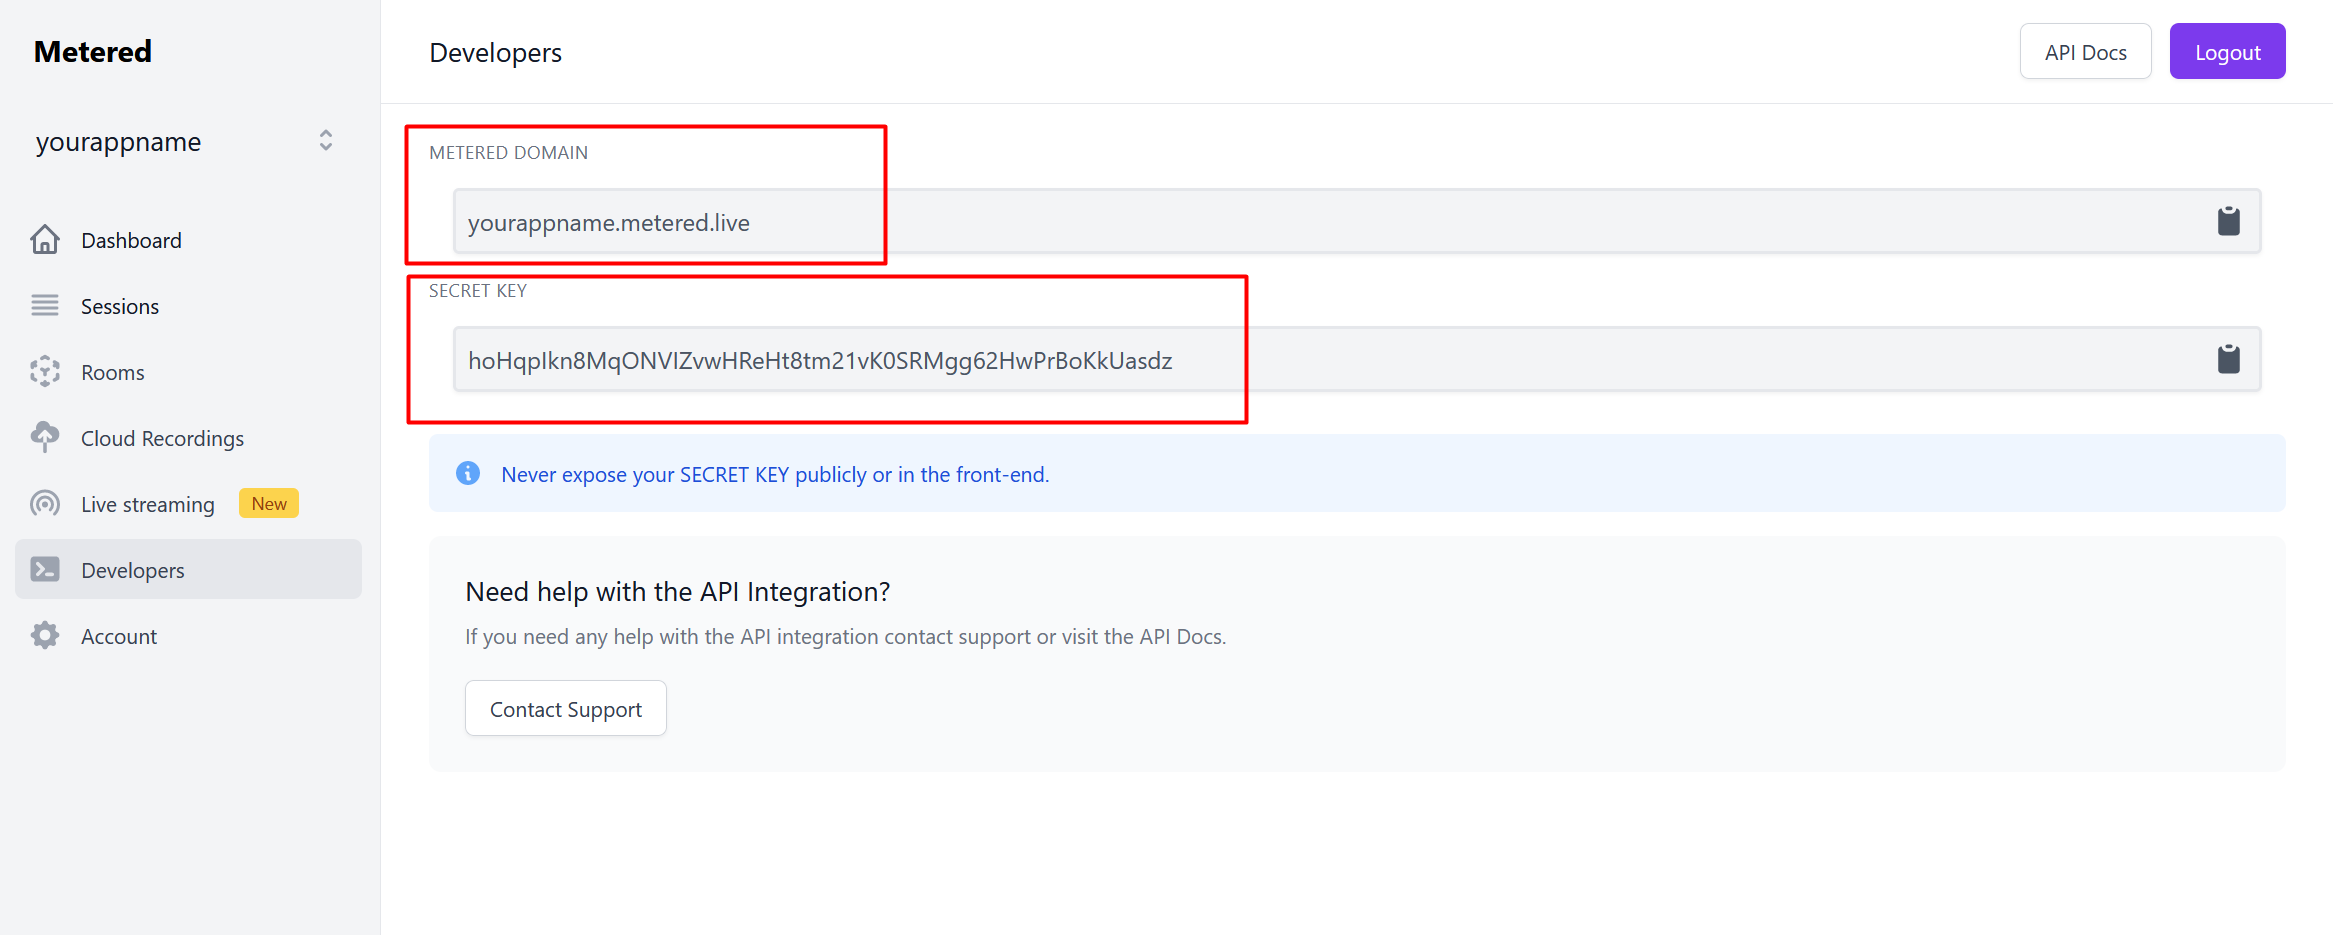 Metered
yourappname
Dashboard
Sessions
Rooms
Cloud Recordings
Live streaming New
Developers
Account
Developers
API Docs
Logout
METERED DOMAIN
yourappname.metered.live
SECRET KEY
hoHqpIkn8MqONVIZvwHReHt8tm21vK0SRMgg62HwPrBoKkUasdz
Never expose your SECRET KEY publicly or in the front-end.
Need help with the API Integration?
If you need any help with the API integration contact support or visit the API Docs.
Contact Support